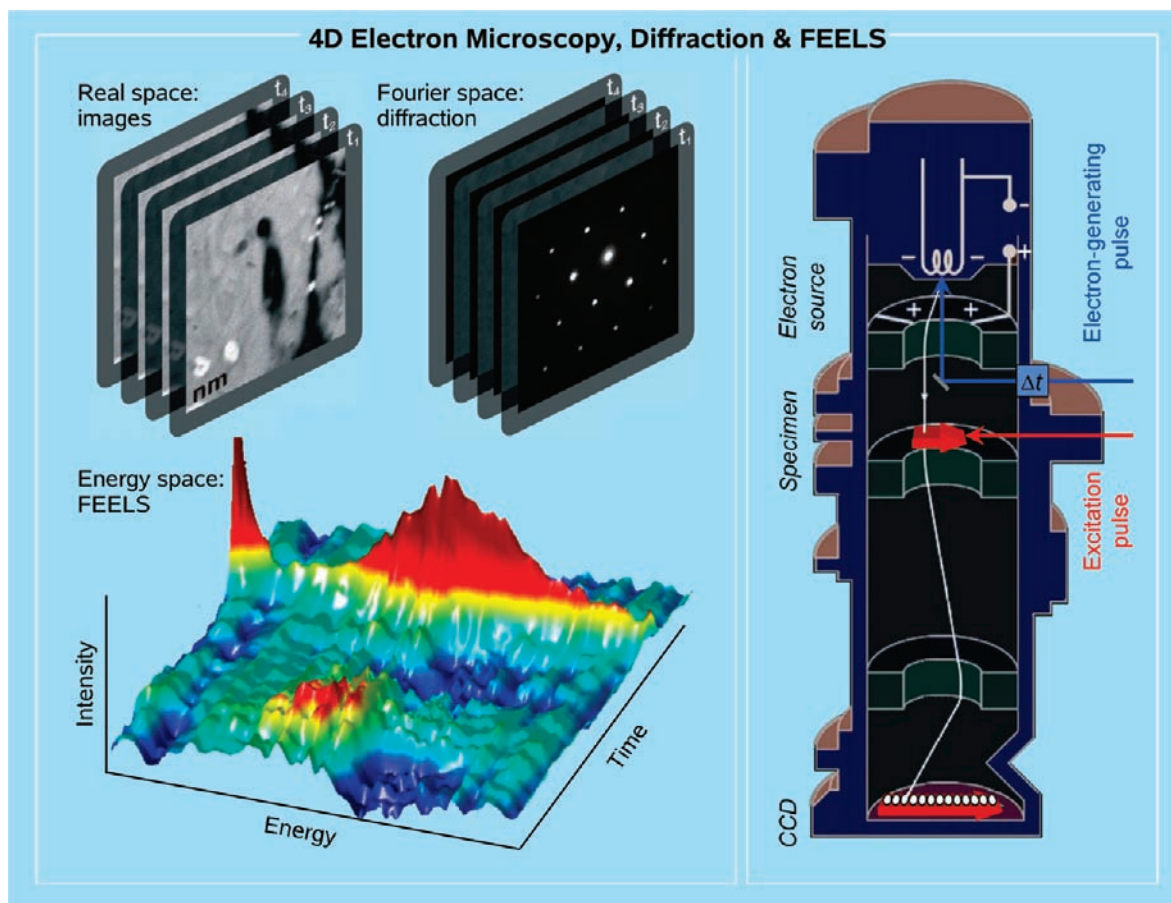 4D Electron Microscopy, Diffraction & FEELS
Real space:
images
t4
t3
t2
t1
nm
Fourier space:
diffraction
t4
t3
t2
t1
Energy space:
FEELS
Intensity
Energy
Time
Electron
source
Specimen
CCD
-
+
- -
+ +
Δt
Electron-generating
pulse
Excitation
pulse